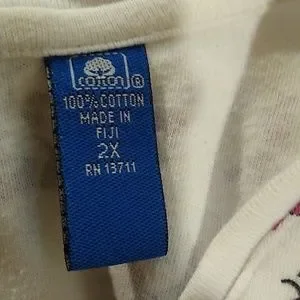 cotton®
100% COTTON
MADE IN
FIJI
2X
RN 13711